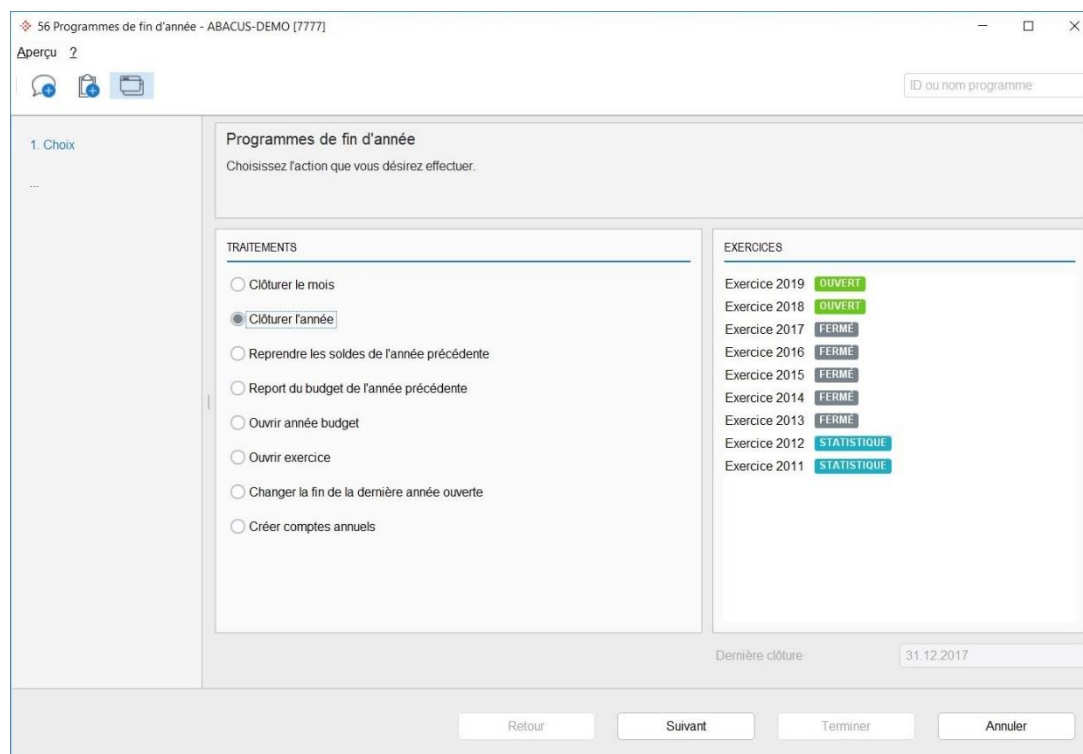 56 Programmes de fin d'année - ABACUS-DEMO [7777]
Aperçu ?
ID ou nom programme
1. Choix
...
Programmes de fin d'année
Choisissez l'action que vous désirez effectuer.
TRAITEMENTS
Clôturer le mois
Clôturer l'année
Reprendre les soldes de l'année précédente
Report du budget de l'année précédente
Ouvrir année budget
Ouvrir exercice
Changer la fin de la dernière année ouverte
Créer comptes annuels
EXERCICES
Exercice 2019 OUVERT
Exercice 2018 OUVERT
Exercice 2017 FERMÉ
Exercice 2016 FERMÉ
Exercice 2015 FERMÉ
Exercice 2014 FERMÉ
Exercice 2013 FERMÉ
Exercice 2012 STATISTIQUE
Exercice 2011 STATISTIQUE
Dernière clôture 31.12.2017
Retour Suivant Terminer Annuler